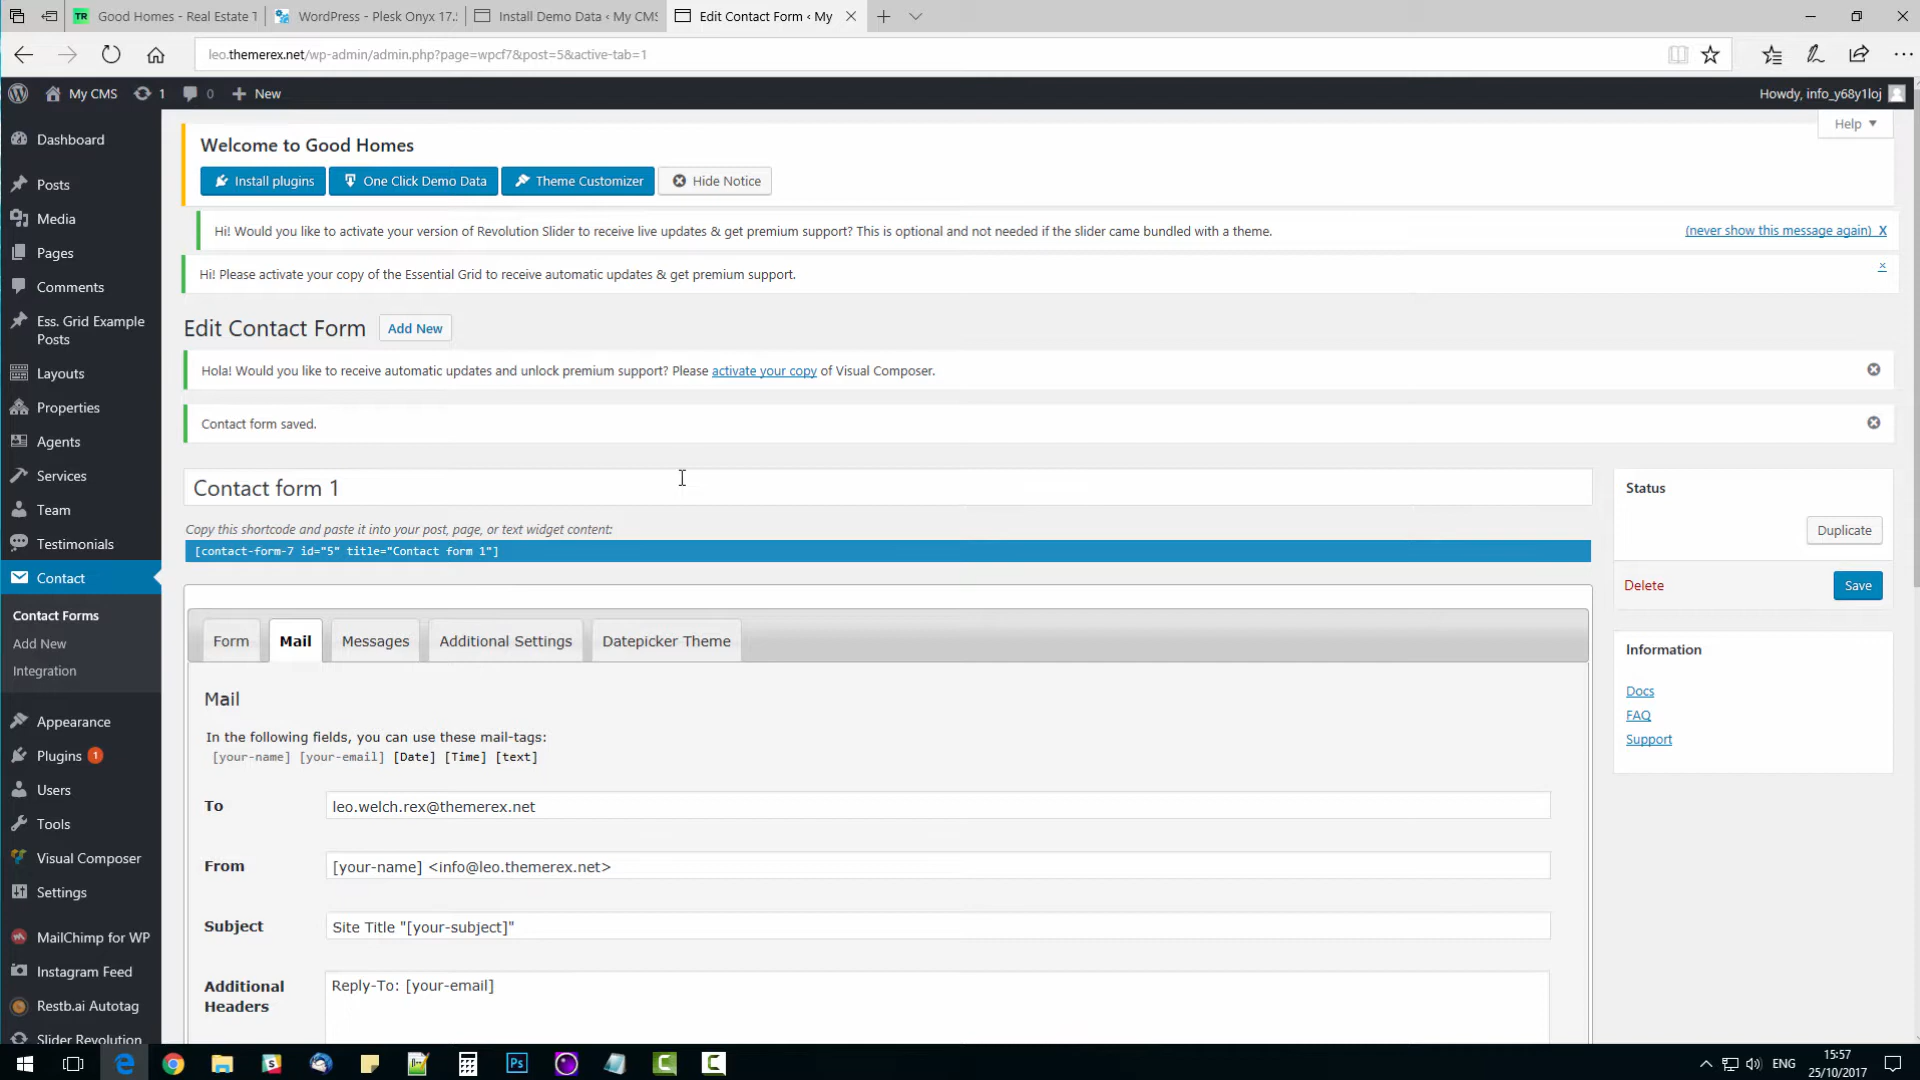 Good Homes - Real Estate T
WordPress - Plesk Onyx 17.
Install Demo Data < My CMS
Edit Contact Form < My
leo.themerex.net/wp-admin/admin.php?page=wpcf7&post=5&active-tab=1
My CMS
1
0
New
Howdy, info_y68y1loj
Help
Dashboard
Posts
Media
Pages
Comments
Ess. Grid Example
Posts
Layouts
Properties
Agents
Services
Team
Testimonials
Contact
Contact Forms
Add New
Integration
Appearance
Plugins 1
Users
Tools
Visual Composer
Settings
MailChimp for WP
Instagram Feed
Restb.ai Autotag
Slider Revolution
Welcome to Good Homes
Install plugins
One Click Demo Data
Theme Customizer
Hide Notice
Hi! Would you like to activate your version of Revolution Slider to receive live updates & get premium support? This is optional and not needed if the slider came bundled with a theme.
(never show this message again) X
Hi! Please activate your copy of the Essential Grid to receive automatic updates & get premium support.
Edit Contact Form
Add New
Hola! Would you like to receive automatic updates and unlock premium support? Please activate your copy of Visual Composer.
Contact form saved.
Contact form 1
Copy this shortcode and paste it into your post, page, or text widget content:
[contact-form-7 id="5" title="Contact form 1"]
Form
Mail
Messages
Additional Settings
Datepicker Theme
Mail
In the following fields, you can use these mail-tags:
[your-name] [your-email] [Date] [Time] [text]
To
leo.welch.rex@themerex.net
From
[your-name] <info@leo.themerex.net>
Subject
Site Title "[your-subject]"
Additional
Headers
Reply-To: [your-email]
Status
Duplicate
Delete
Save
Information
Docs
FAQ
Support
ENG
15:57
25/10/2017